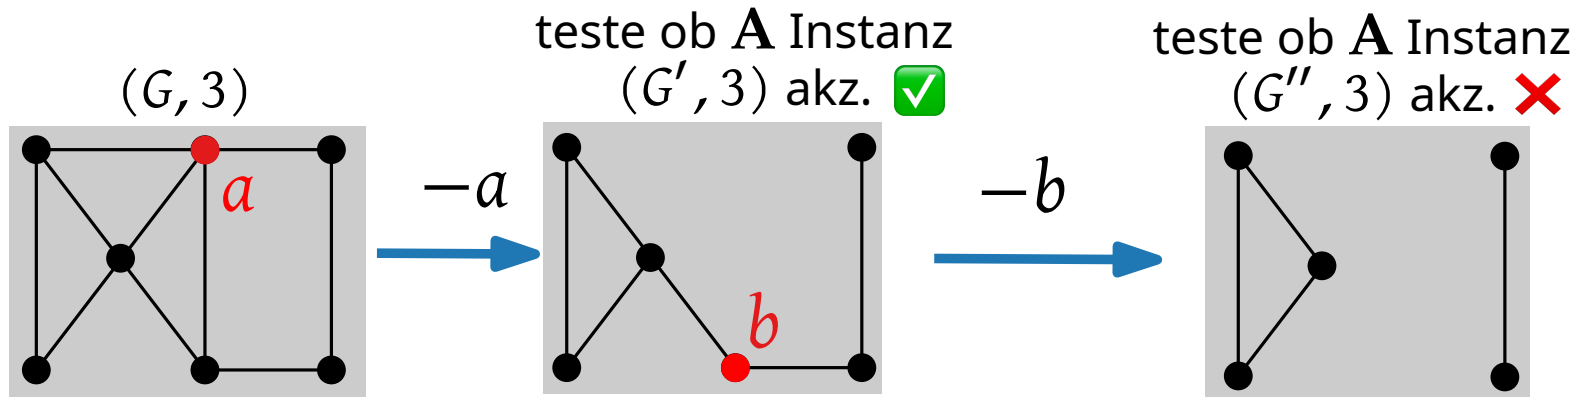 (G, 3)
a
−a
teste ob A Instanz
(G′, 3) akz. ✅
b
−b
teste ob A Instanz
(G″, 3) akz. ❌